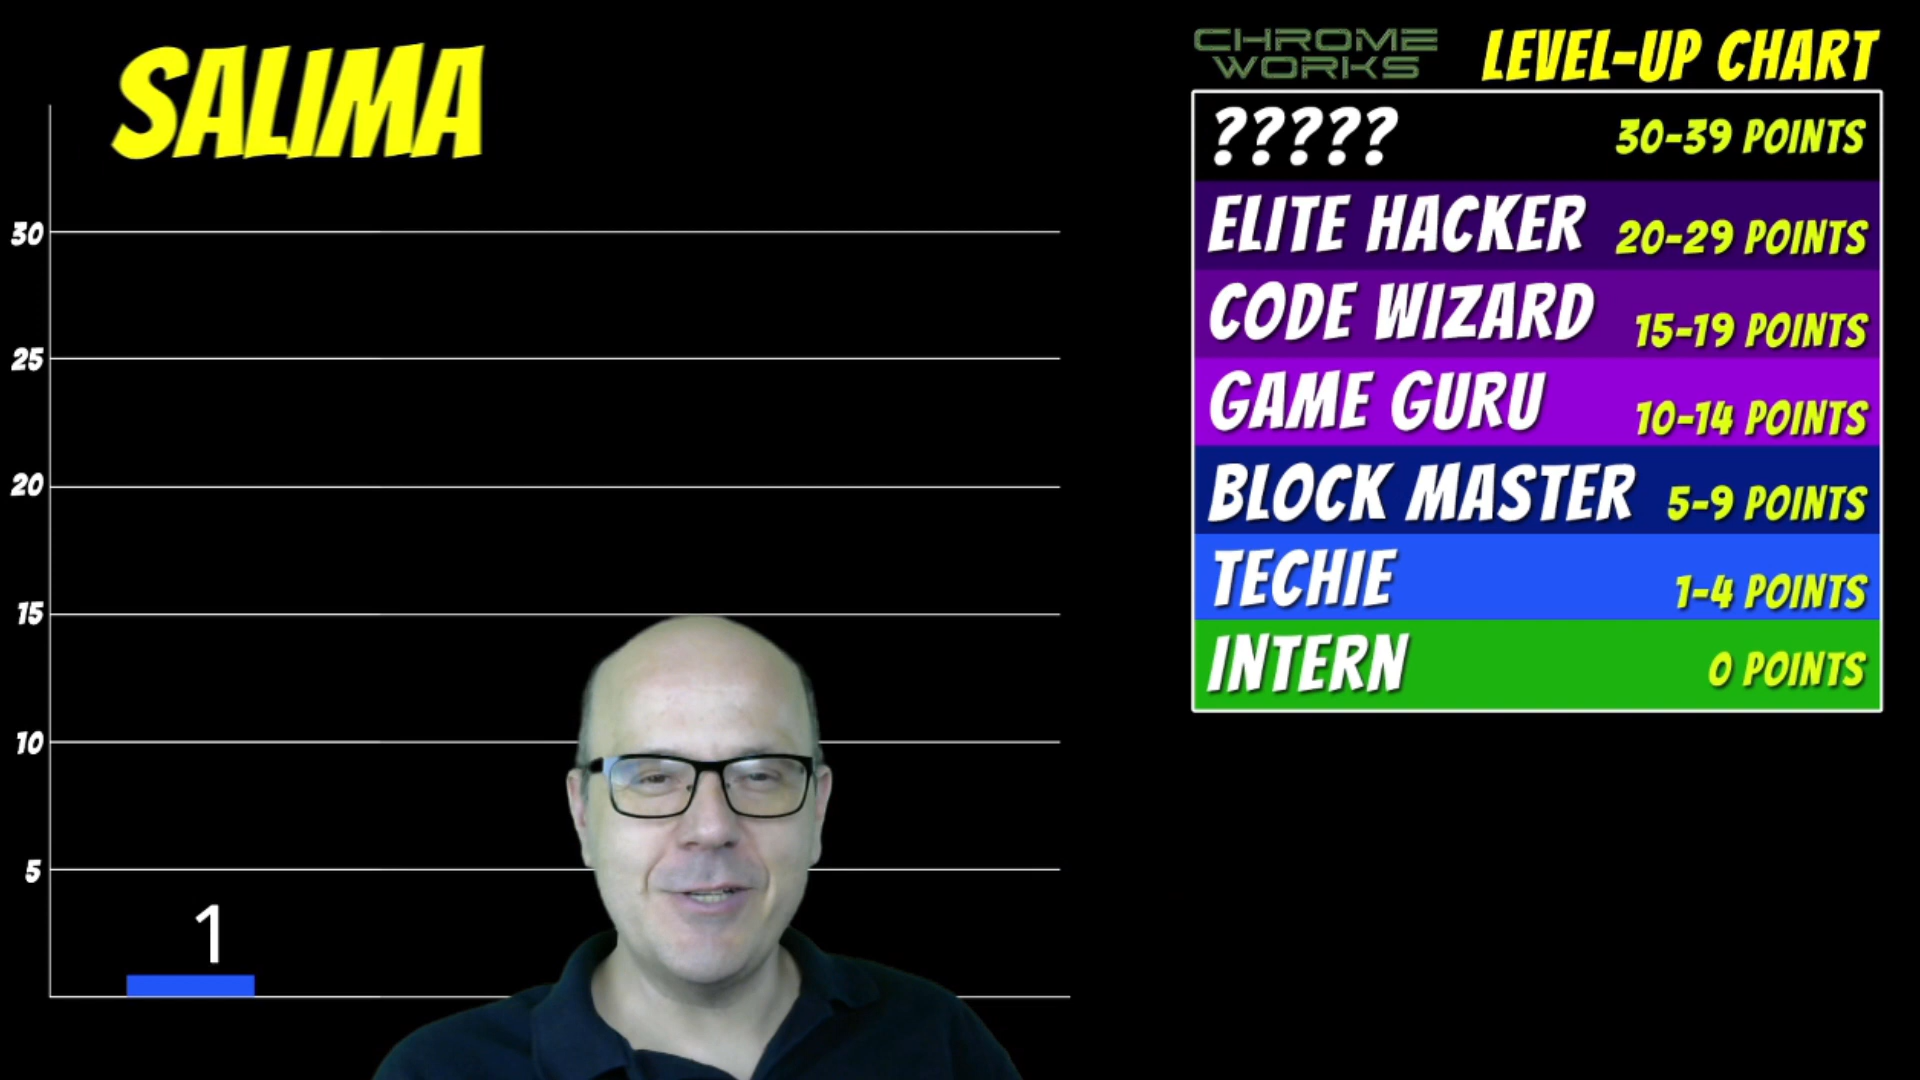 SALIMA
30
25
20
15
10
5
1
CHROME
WORKS
LEVEL-UP CHART
????? 30-39 POINTS
ELITE HACKER 20-29 POINTS
CODE WIZARD 15-19 POINTS
GAME GURU 10-14 POINTS
BLOCK MASTER 5-9 POINTS
TECHIE 1-4 POINTS
INTERN 0 POINTS